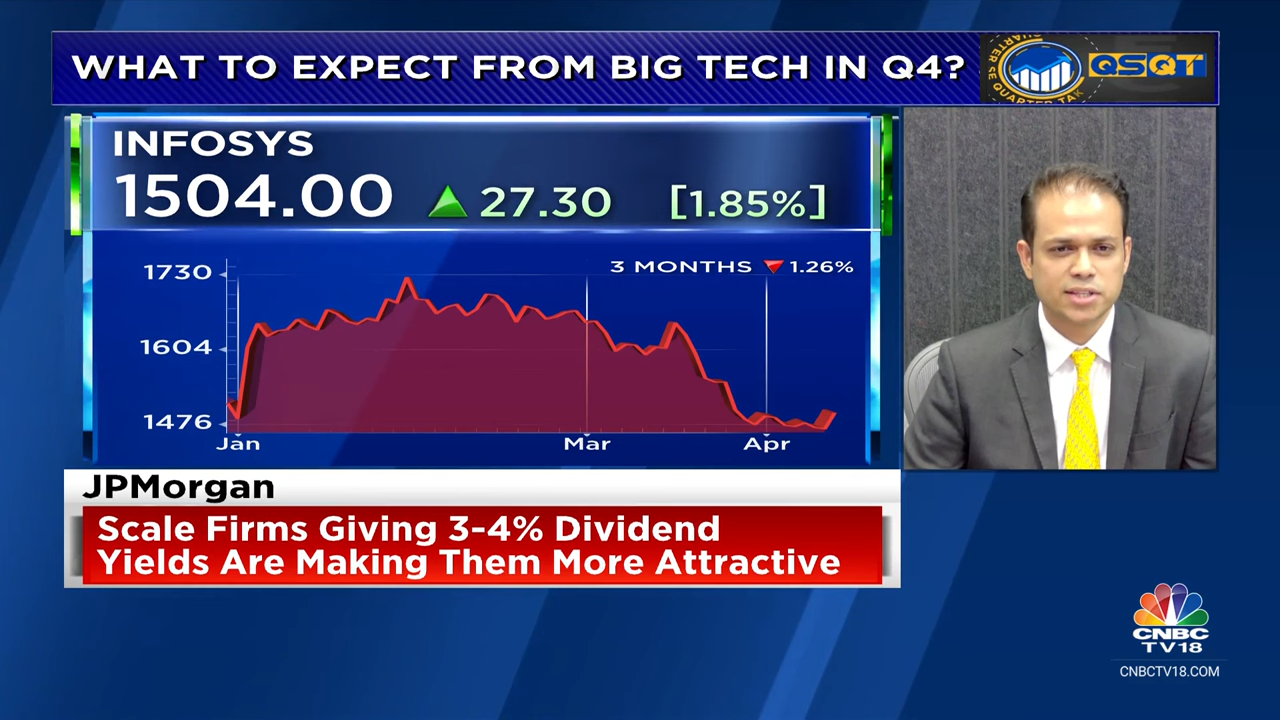 WHAT TO EXPECT FROM BIG TECH IN Q4?
QSQT
INFOSYS
1504.00 ▲ 27.30 [1.85%]
3 MONTHS ▼ 1.26%
1730
1604
1476
Jan Mar Apr
JPMorgan
Scale Firms Giving 3-4% Dividend
Yields Are Making Them More Attractive
CNBC
TV18
CNBCTV18.COM